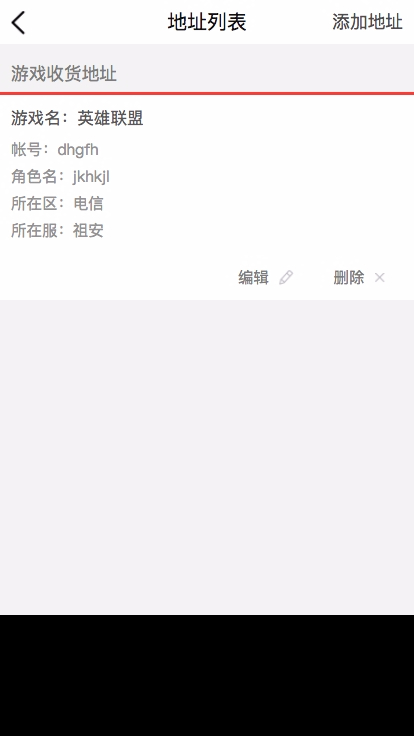 地址列表
添加地址
游戏收货地址
游戏名：英雄联盟
帐号：dhgfh
角色名：jkhkjl
所在区：电信
所在服：祖安
编辑
删除